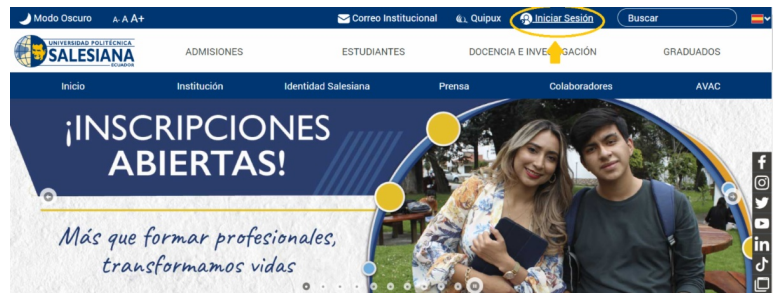 Modo Oscuro A- A A+ Correo Institucional Quipux Iniciar Sesión Buscar
UNIVERSIDAD POLITÉCNICA
SALESIANA
ECUADOR
ADMISIONES ESTUDIANTES DOCENCIA E INVESTIGACIÓN GRADUADOS
Inicio Institución Identidad Salesiana Prensa Colaboradores AVAC
¡INSCRIPCIONES
ABIERTAS!
Más que formar profesionales,
transformamos vidas